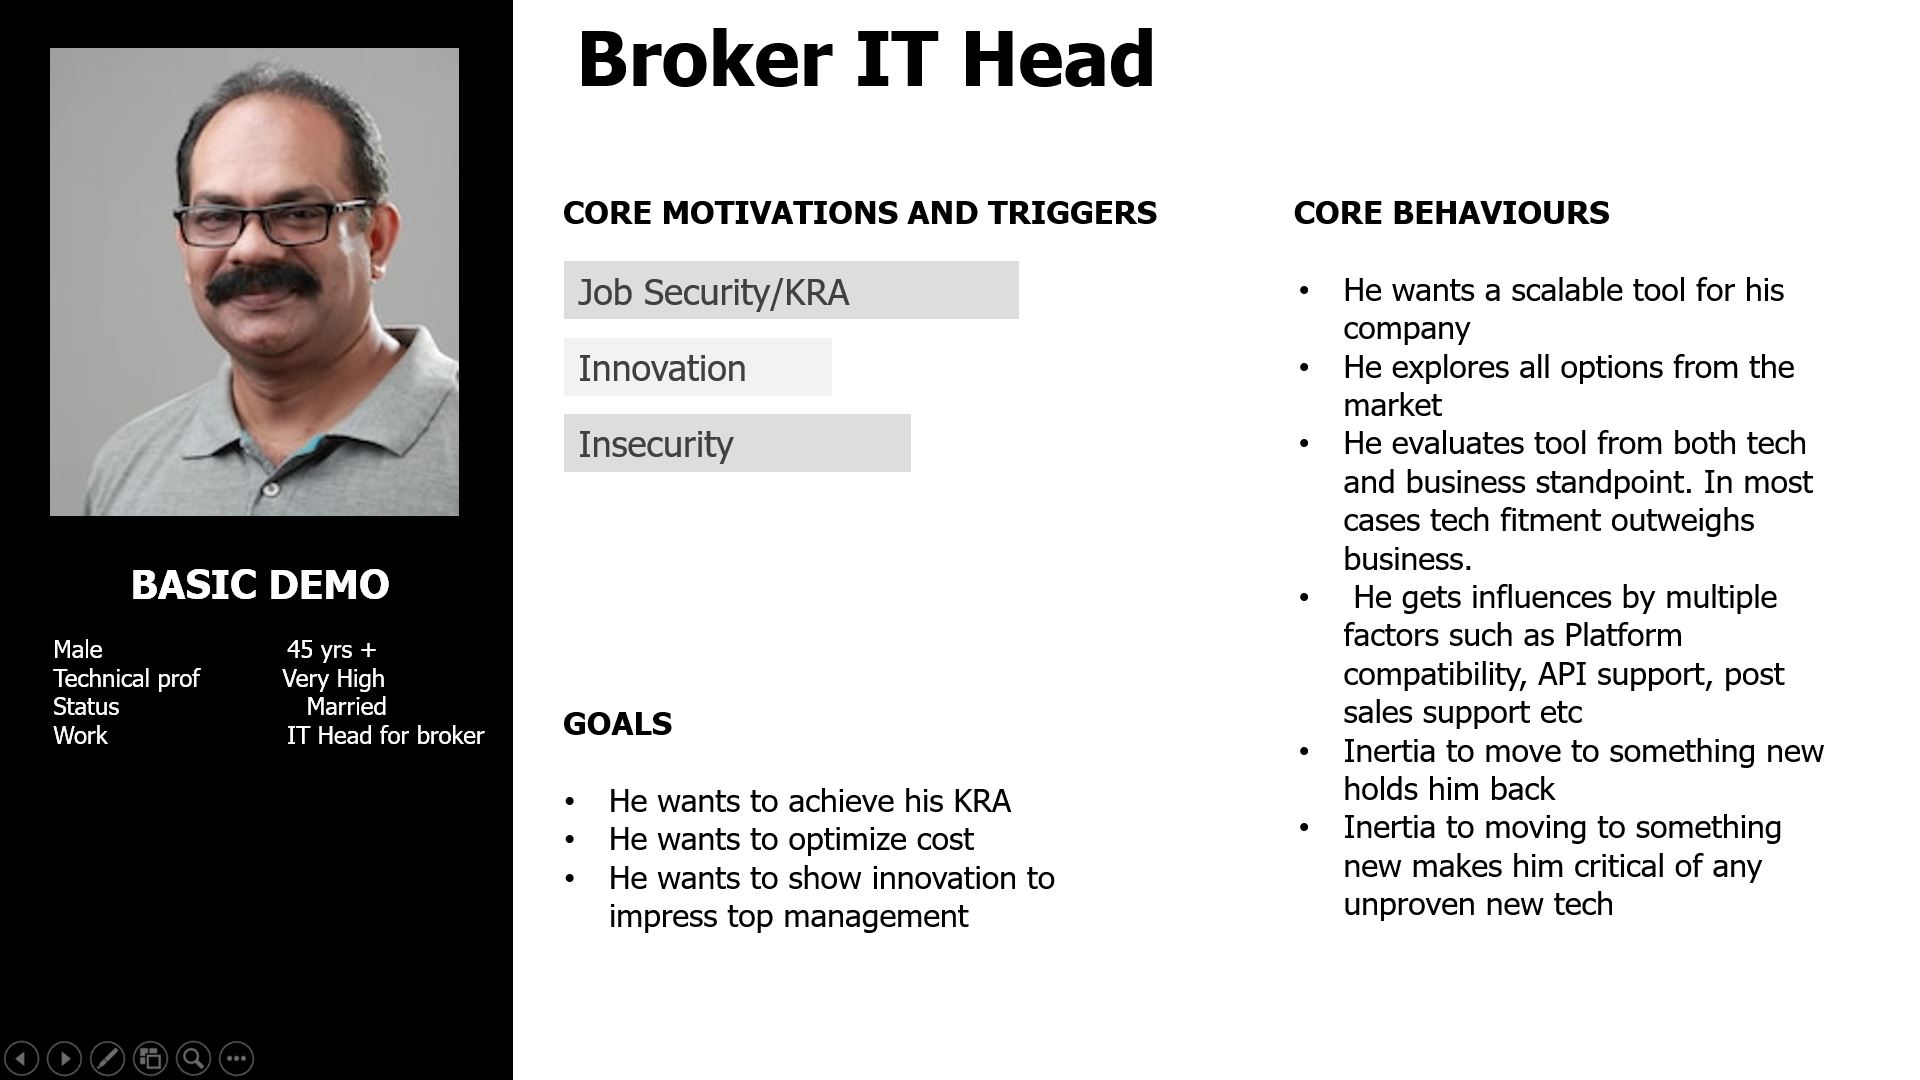 Broker IT Head
BASIC DEMO
Male 45 yrs +
Technical prof Very High
Status Married
Work IT Head for broker
CORE MOTIVATIONS AND TRIGGERS
Job Security/KRA
Innovation
Insecurity
GOALS
• He wants to achieve his KRA
• He wants to optimize cost
• He wants to show innovation to
impress top management
CORE BEHAVIOURS
• He wants a scalable tool for his
company
• He explores all options from the
market
• He evaluates tool from both tech
and business standpoint. In most
cases tech fitment outweighs
business.
• He gets influences by multiple
factors such as Platform
compatibility, API support, post
sales support etc
• Inertia to move to something new
holds him back
• Inertia to moving to something
new makes him critical of any
unproven new tech